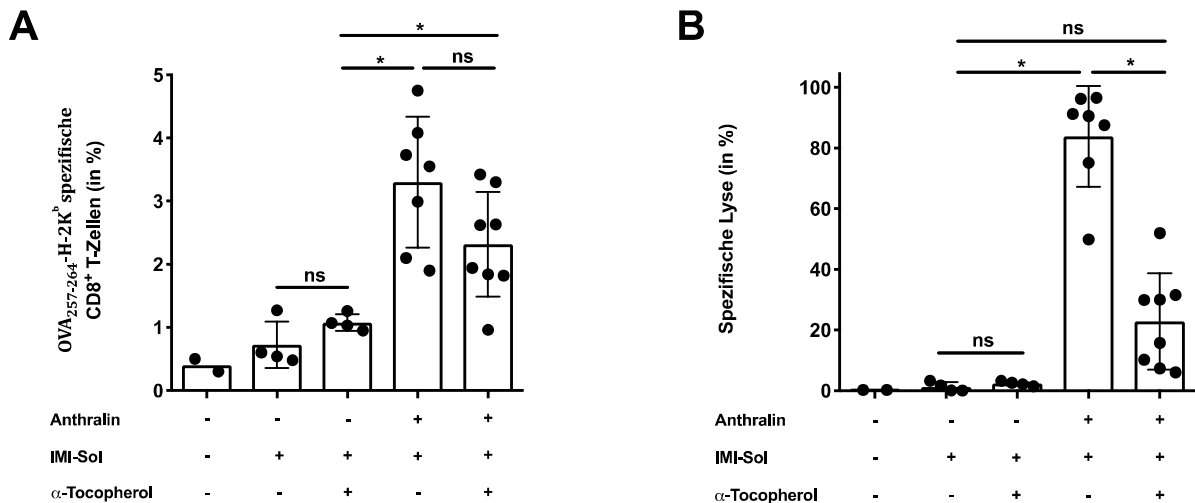 A
OVA257-264-H-2Kb spezifische
CD8+ T-Zellen (in %)
5
4
3
2
1
0
ns
*
*
ns
Anthralin - - - + +
IMI-Sol - + + + +
α-Tocopherol - - + - +
B
Spezifische Lyse (in %)
100
80
60
40
20
0
ns
ns
*
*
Anthralin - - - + +
IMI-Sol - + + + +
α-Tocopherol - - + - +